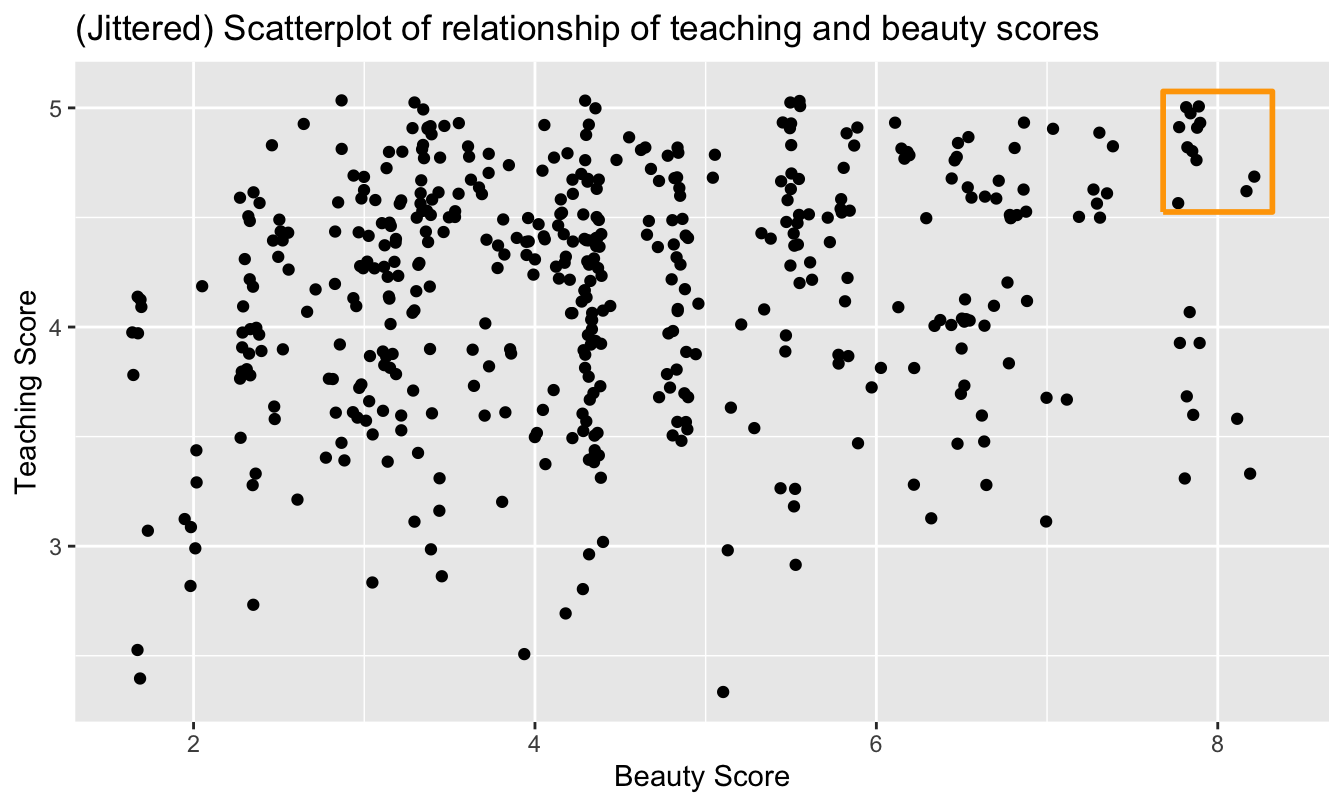 (Jittered) Scatterplot of relationship of teaching and beauty scores
5
4
3
Teaching Score
2 4 6 8
Beauty Score